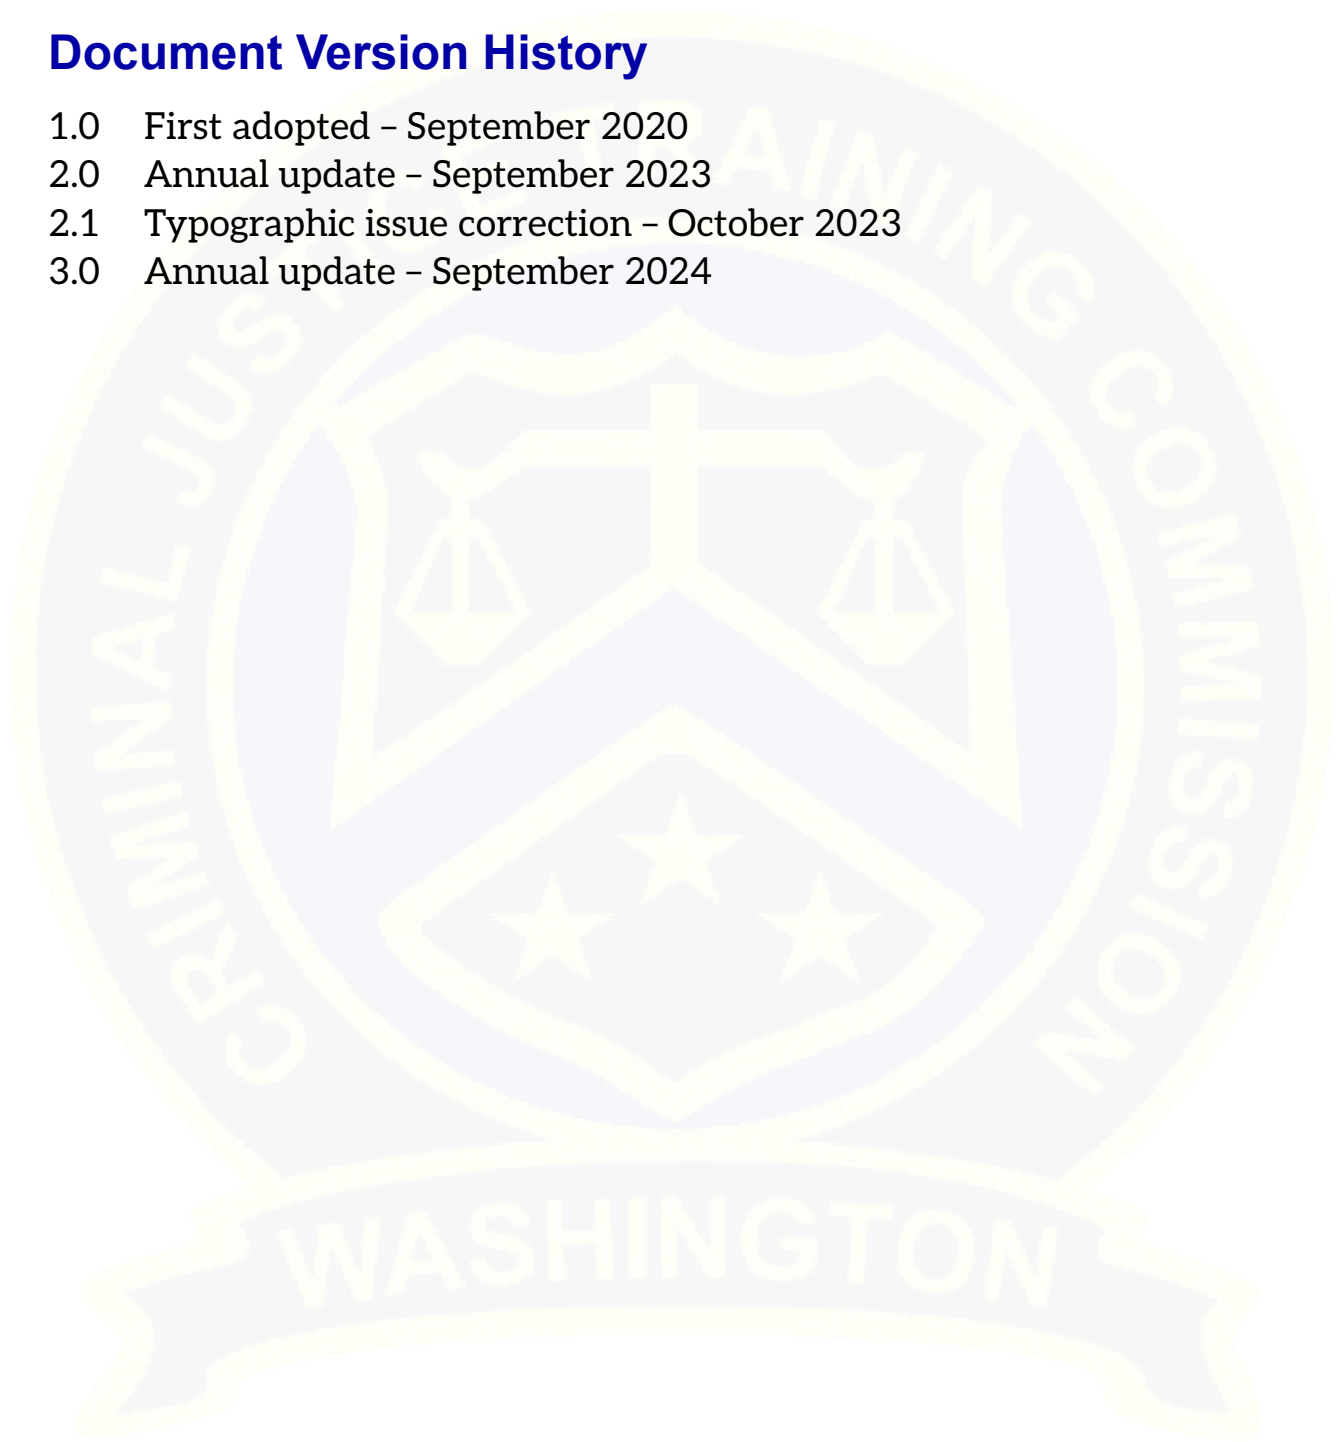 Document Version History
1.0 First adopted – September 2020
2.0 Annual update – September 2023
2.1 Typographic issue correction – October 2023
3.0 Annual update – September 2024
CRIMINAL JUSTICE TRAINING COMMISSION
WASHINGTON